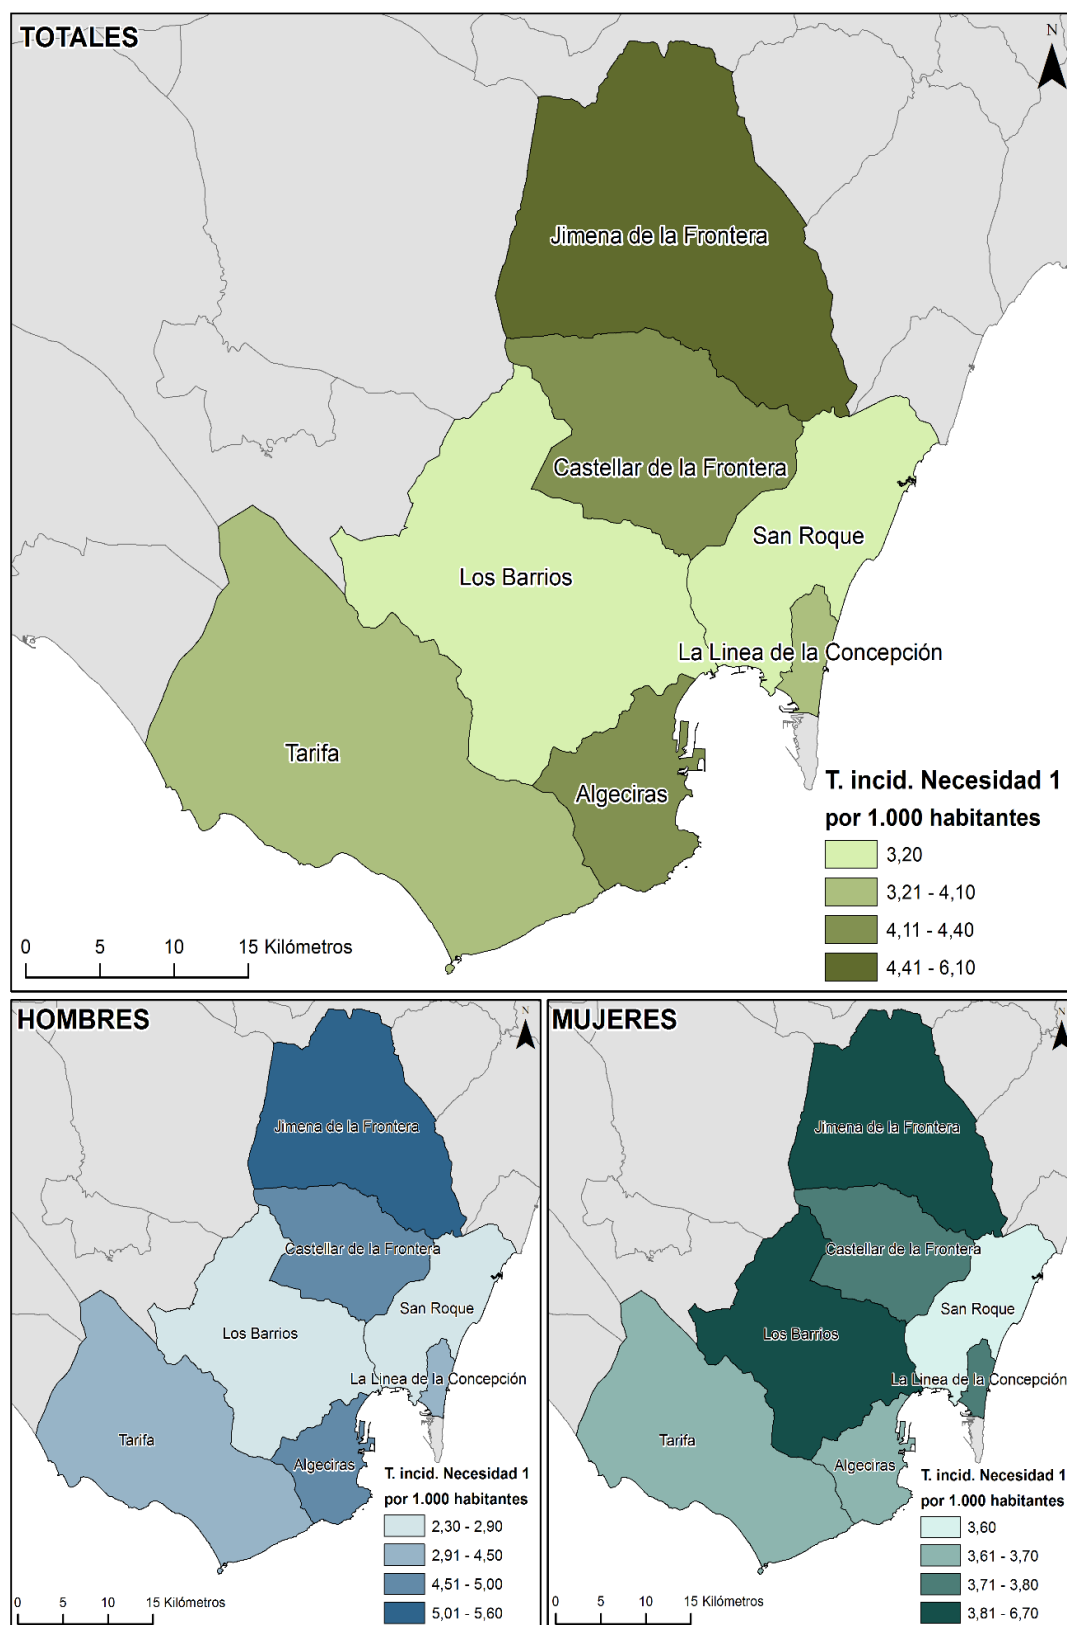 TOTALES
N
Jimena de la Frontera
Castellar de la Frontera
San Roque
Los Barrios
La Linea de la Concepción
Tarifa
Algeciras
T. incid. Necesidad 1
por 1.000 habitantes
3,20
3,21 - 4,10
4,11 - 4,40
4,41 - 6,10
0 5 10 15 Kilómetros
HOMBRES
N
Jimena de la Frontera
Castellar de la Frontera
San Roque
Los Barrios
La Linea de la Concepción
Tarifa
Algeciras
T. incid. Necesidad 1
por 1.000 habitantes
2,30 - 2,90
2,91 - 4,50
4,51 - 5,00
5,01 - 5,60
0 5 10 15 Kilómetros
MUJERES
N
Jimena de la Frontera
Castellar de la Frontera
San Roque
Los Barrios
La Linea de la Concepción
Tarifa
Algeciras
T. incid. Necesidad 1
por 1.000 habitantes
3,60
3,61 - 3,70
3,71 - 3,80
3,81 - 6,70
0 5 10 15 Kilómetros